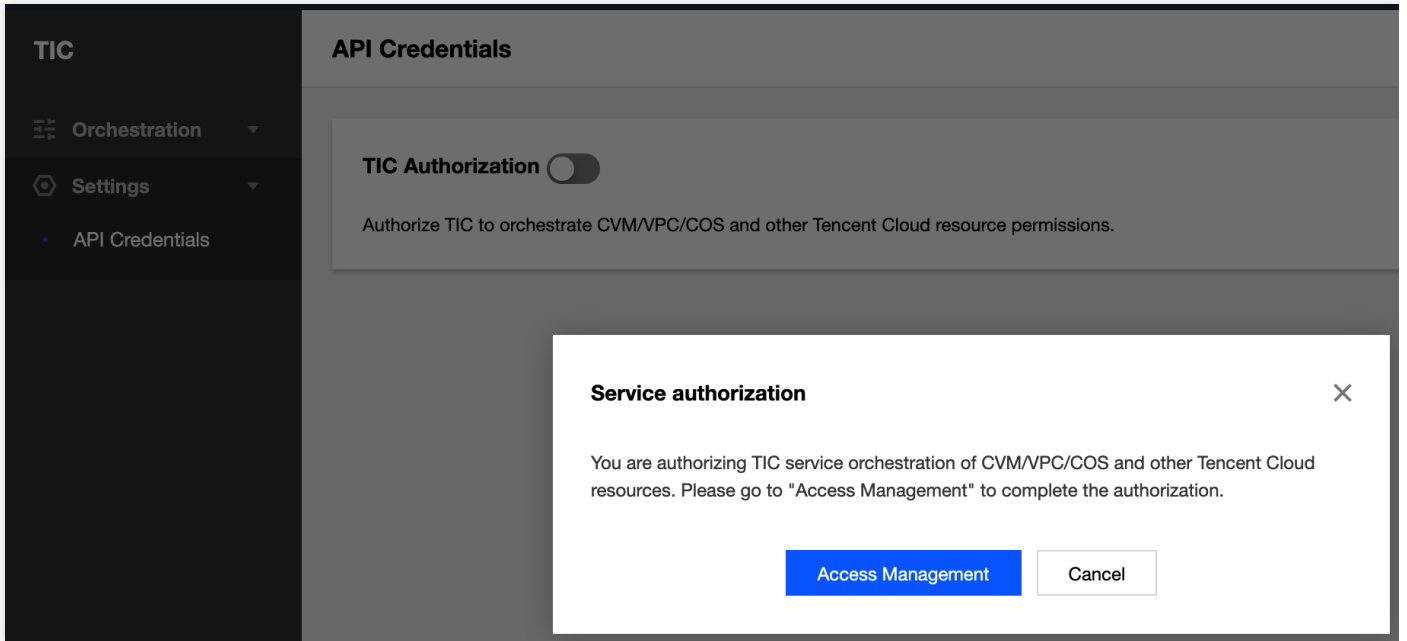 TIC
API Credentials
Orchestration
TIC Authorization
Settings
Authorize TIC to orchestrate CVM/VPC/COS and other Tencent Cloud resource permissions.
API Credentials
Service authorization
You are authorizing TIC service orchestration of CVM/VPC/COS and other Tencent Cloud
resources. Please go to "Access Management" to complete the authorization.
Access Management
Cancel